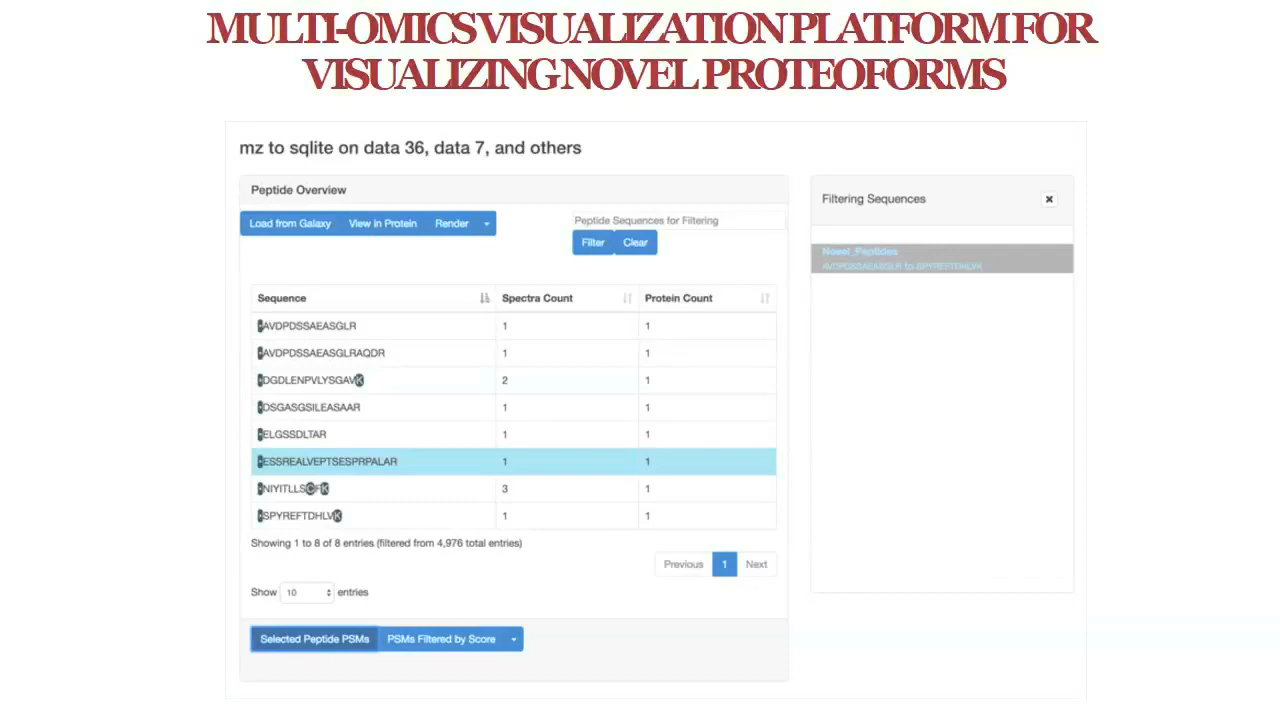 MULTI-OMICS VISUALIZATION PLATFORM FOR
VISUALIZING NOVEL PROTEOFORMS
mz to sqlite on data 36, data 7, and others
Peptide Overview
Load from Galaxy View in Protein Render
Peptide Sequences for Filtering
Filter Clear
Sequence Spectra Count Protein Count
AVDPDSSAEASGLR 1 1
AVDPDSSAEASGLRAQDR 1 1
DGDLENPVLYSGAVK 2 1
DSGASGSILEASAAR 1 1
ELGSSDLTAR 1 1
ESSREALVEPTSESPRPALAR 1 1
NIYITLLSCFK 3 1
SPYREFTDHLVK 1 1
Showing 1 to 8 of 8 entries (filtered from 4,976 total entries)
Previous 1 Next
Show 10 entries
Selected Peptide PSMs PSMs Filtered by Score
Filtering Sequences
Novel_Peptides
AVDPDSSAEASGLR to SPYREFTDHLVK